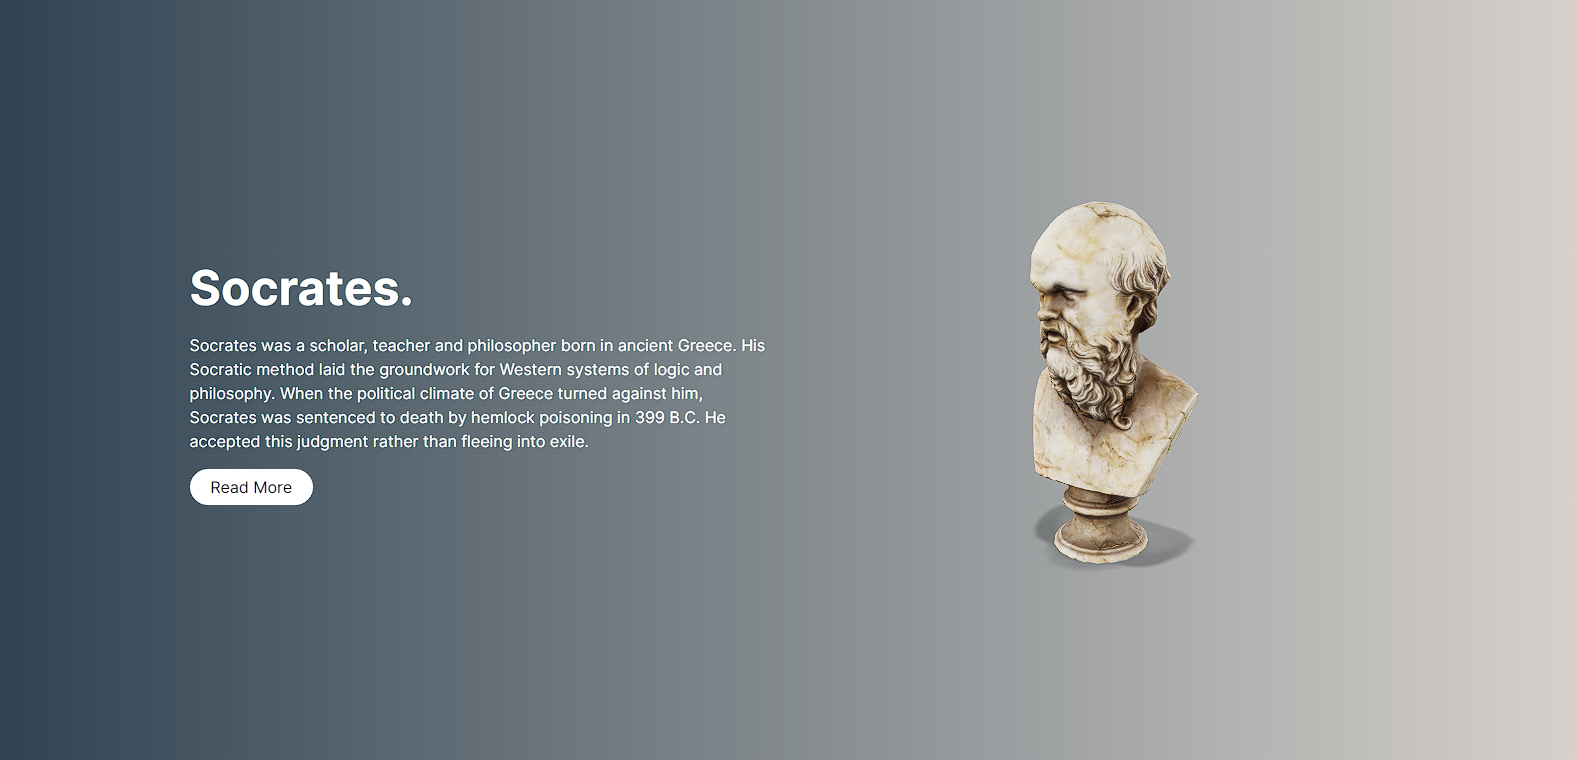 Socrates.
Socrates was a scholar, teacher and philosopher born in ancient Greece. His
Socratic method laid the groundwork for Western systems of logic and
philosophy. When the political climate of Greece turned against him,
Socrates was sentenced to death by hemlock poisoning in 399 B.C. He
accepted this judgment rather than fleeing into exile.
Read More